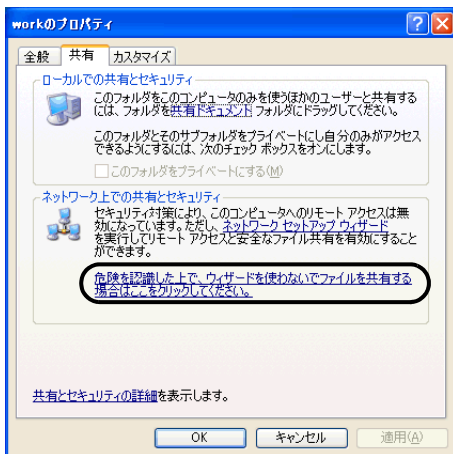 workのプロパティ
全般 共有 カスタマイズ
ローカルでの共有とセキュリティ
このフォルダをこのコンピュータのみを使うほかのユーザーと共有する
には、フォルダを共有ドキュメント フォルダにドラッグしてください。
このフォルダとそのサブフォルダをプライベートにし自分のみがアクセス
できるようにするには、次のチェック ボックスをオンにします。
このフォルダをプライベートにする(M)
ネットワーク上での共有とセキュリティ
セキュリティ対策により、このコンピュータへのリモート アクセスは無
効になっています。ただし、ネットワーク セットアップ ウィザード
を実行してリモート アクセスと安全なファイル共有を有効にすること
ができます。
危険を認識した上で、ウィザードを使わないでファイルを共有する
場合はここをクリックしてください。
共有とセキュリティの詳細を表示します。
OK キャンセル 適用(A)